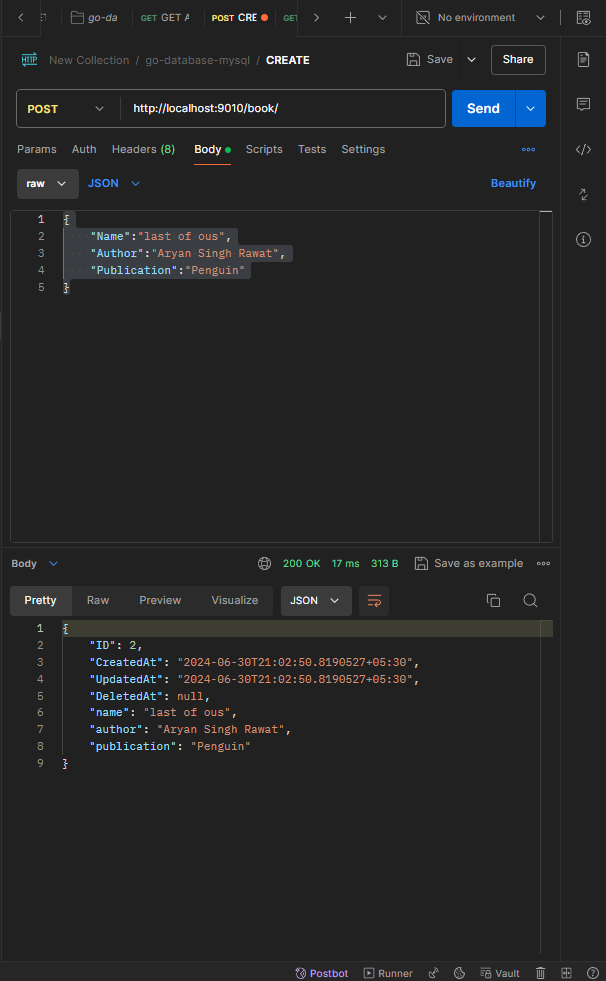 go-da
GET GET A
POST CRE
GET
No environment
HTTP New Collection / go-database-mysql / CREATE
Save
Share
POST
http://localhost:9010/book/
Send
Params Auth Headers (8) Body Scripts Tests Settings
raw JSON
Beautify
1 {
2 "Name":"last of ous",
3 "Author":"Aryan Singh Rawat",
4 "Publication":"Penguin"
5 }
Body 200 OK 17 ms 313 B Save as example
Pretty Raw Preview Visualize JSON
1 {
2 "ID": 2,
3 "CreatedAt": "2024-06-30T21:02:50.8190527+05:30",
4 "UpdatedAt": "2024-06-30T21:02:50.8190527+05:30",
5 "DeletedAt": null,
6 "name": "last of ous",
7 "author": "Aryan Singh Rawat",
8 "publication": "Penguin"
9 }
Postbot Runner Vault